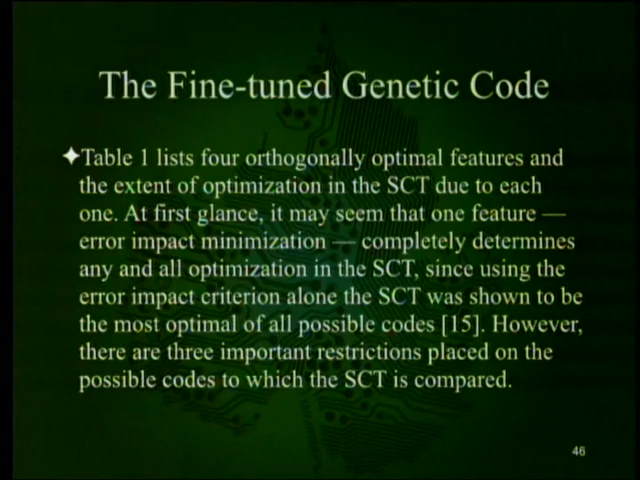 The Fine-tuned Genetic Code
Table 1 lists four orthogonally optimal features and
the extent of optimization in the SCT due to each
one. At first glance, it may seem that one feature —
error impact minimization — completely determines
any and all optimization in the SCT, since using the
error impact criterion alone the SCT was shown to be
the most optimal of all possible codes [15]. However,
there are three important restrictions placed on the
possible codes to which the SCT is compared.
46